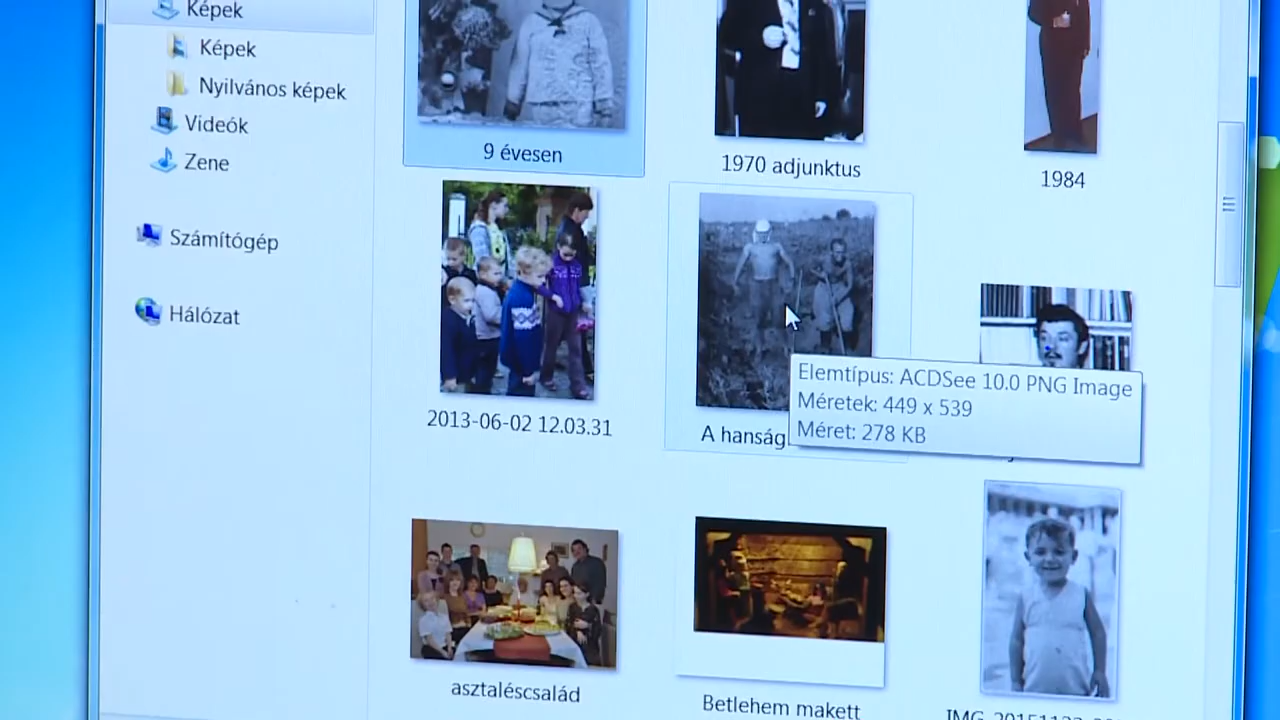 Képek
Képek
Nyilvános képek
Videók
Zene
Számítógép
Hálózat
9 évesen
1970 adjunktus
1984
2013-06-02 12.03.31
A hanság
Elemtípus: ACDSee 10.0 PNG Image
Méretek: 449 x 539
Méret: 278 KB
asztaléscsalád
Betlehem makett